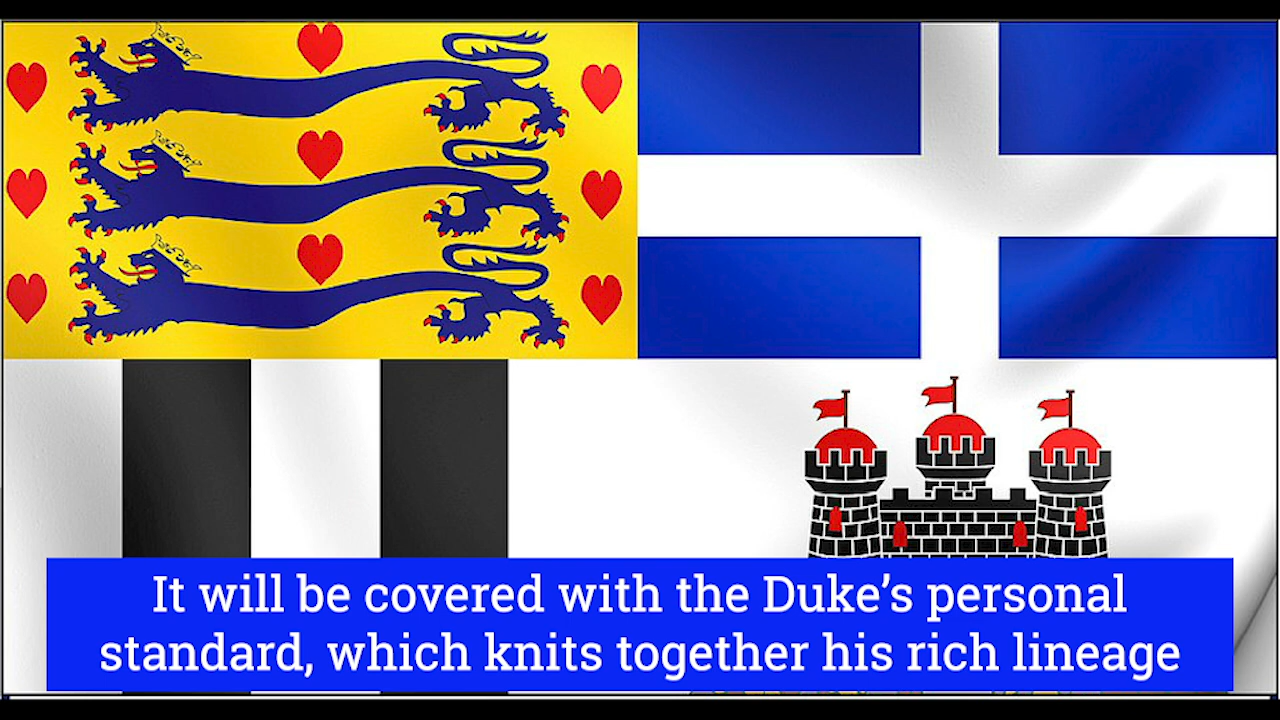 It will be covered with the Duke’s personal
standard, which knits together his rich lineage